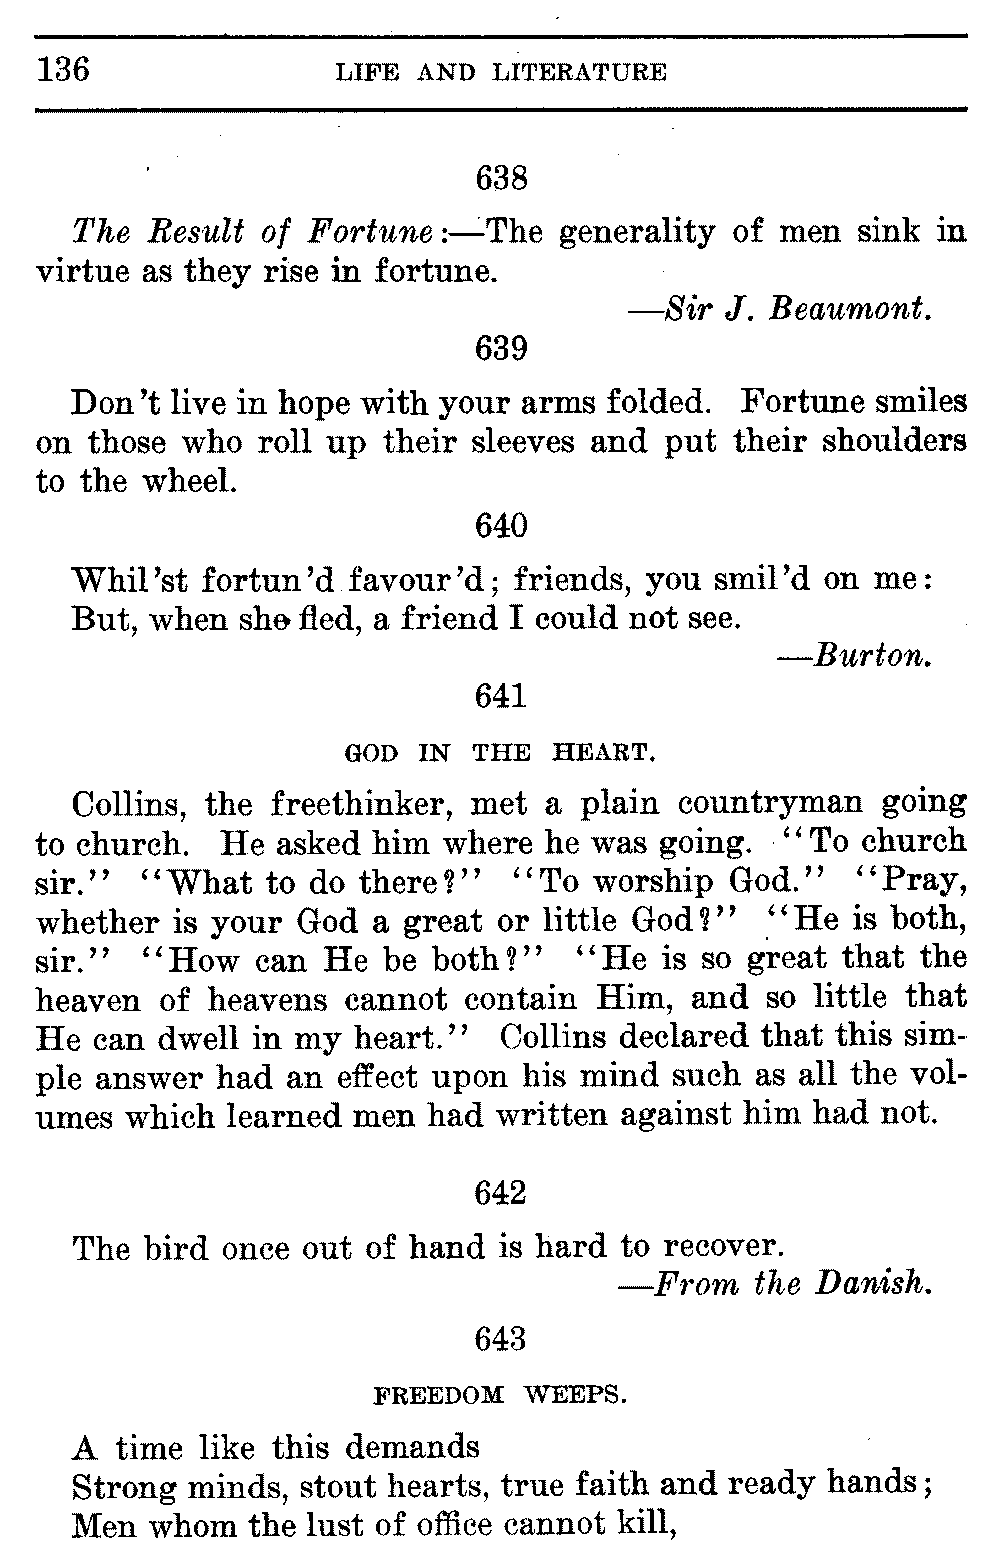 136 LIFE AND LITERATURE
638
The Result of Fortune:—The generality of men sink in
virtue as they rise in fortune.
—Sir J. Beaumont.
639
Don't live in hope with your arms folded. Fortune smiles
on those who roll up their sleeves and put their shoulders
to the wheel.
640
Whil'st fortun'd favour'd; friends, you smil'd on me:
But, when she fled, a friend I could not see.
—Burton.
641
GOD IN THE HEART.
Collins, the freethinker, met a plain countryman going
to church. He asked him where he was going. "To church
sir." "What to do there?" "To worship God." "Pray,
whether is your God a great or little God?" "He is both,
sir." "How can He be both?" "He is so great that the
heaven of heavens cannot contain Him, and so little that
He can dwell in my heart." Collins declared that this sim-
ple answer had an effect upon his mind such as all the vol-
umes which learned men had written against him had not.
642
The bird once out of hand is hard to recover.
—From the Danish.
643
FREEDOM WEEPS.
A time like this demands
Strong minds, stout hearts, true faith and ready hands;
Men whom the lust of office cannot kill,